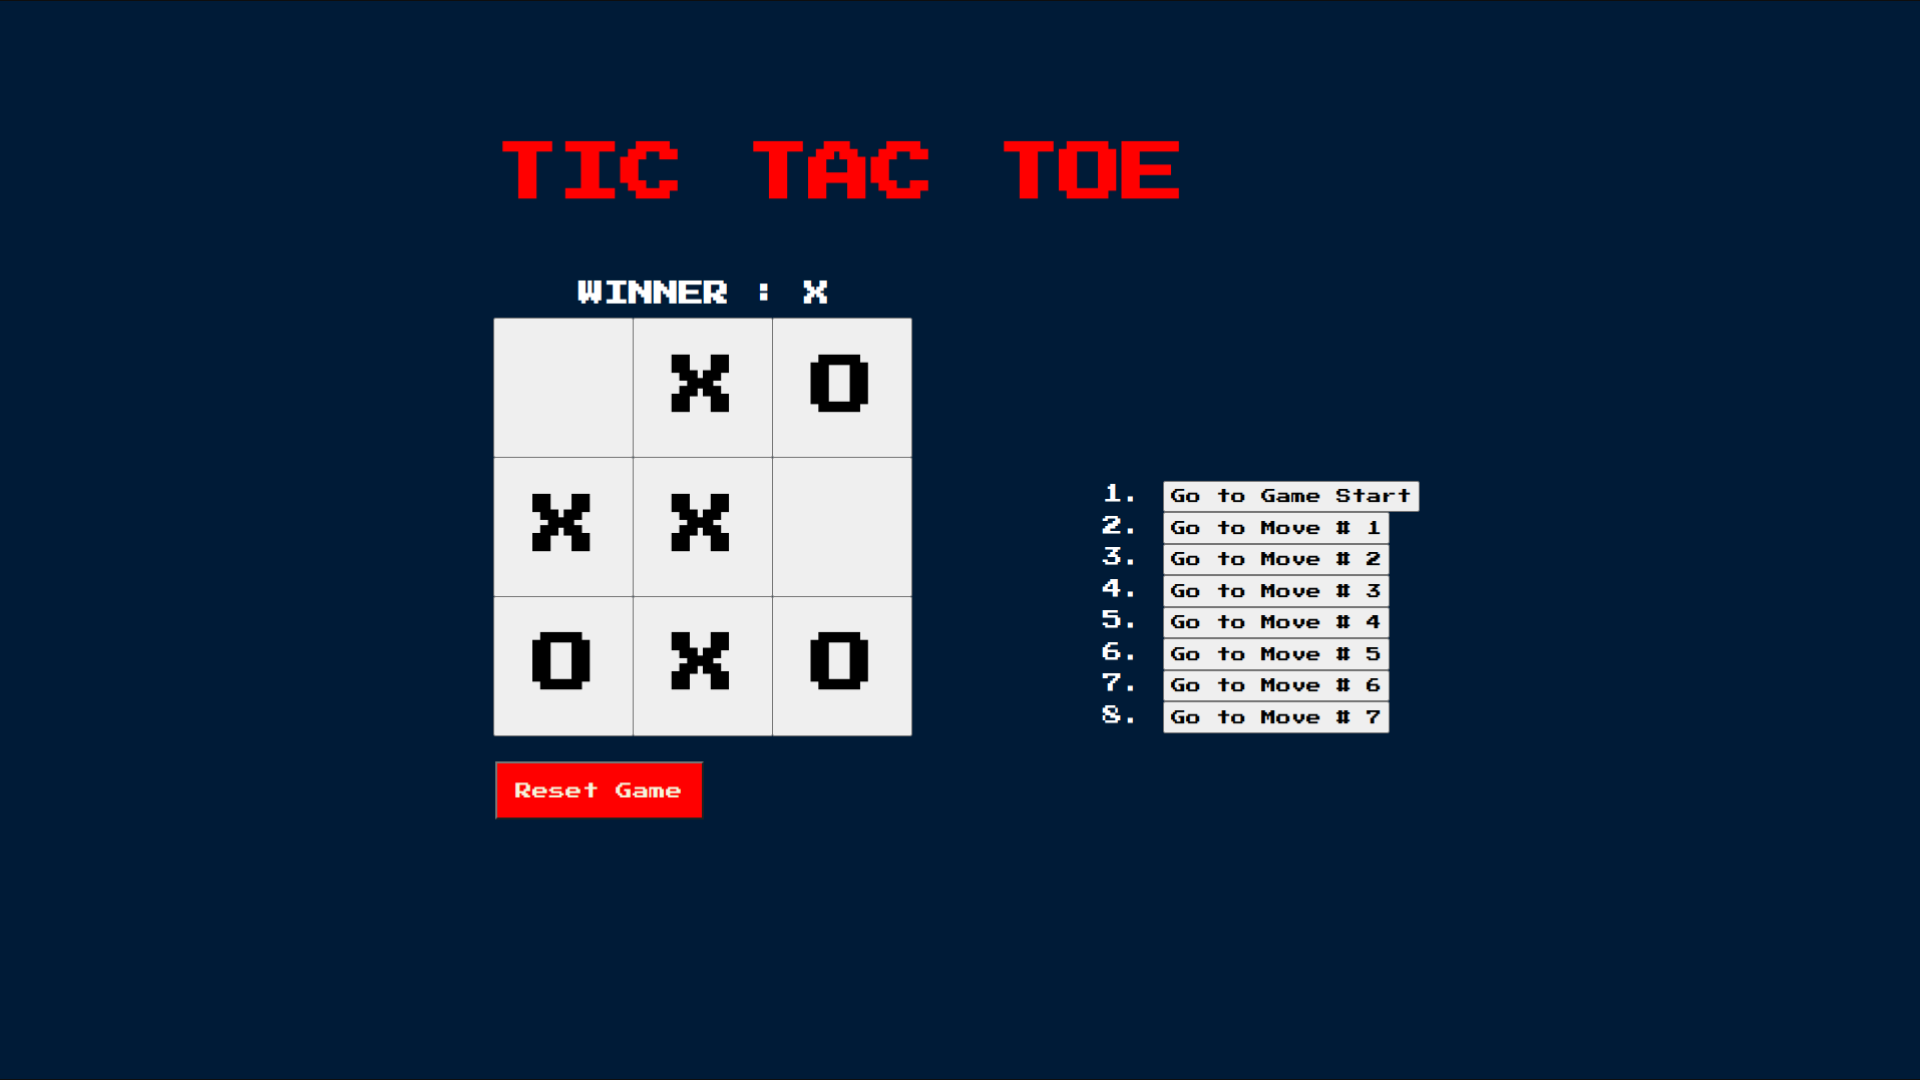 TIC TAC TOE
WINNER : X
X O
X X
O X O
1. Go to Game Start
2. Go to Move # 1
3. Go to Move # 2
4. Go to Move # 3
5. Go to Move # 4
6. Go to Move # 5
7. Go to Move # 6
8. Go to Move # 7
Reset Game